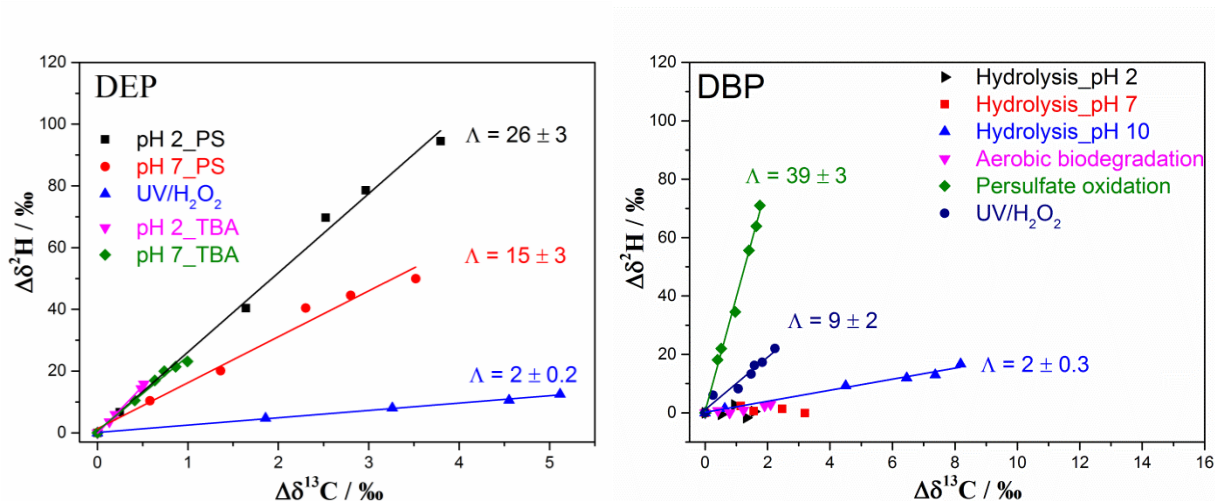 DEP
pH 2_PS
pH 7_PS
UV/H₂O₂
pH 2_TBA
pH 7_TBA
Λ = 26 ± 3
Λ = 15 ± 3
Λ = 2 ± 0.2
Δδ²H / ‰
120
100
80
60
40
20
0
0
1
2
3
4
5
Δδ¹³C / ‰
DBP
Hydrolysis_pH 2
Hydrolysis_pH 7
Hydrolysis_pH 10
Aerobic biodegradation
Persulfate oxidation
UV/H₂O₂
Λ = 39 ± 3
Λ = 9 ± 2
Λ = 2 ± 0.3
Δδ²H / ‰
120
100
80
60
40
20
0
0
2
4
6
8
10
12
14
16
Δδ¹³C / ‰